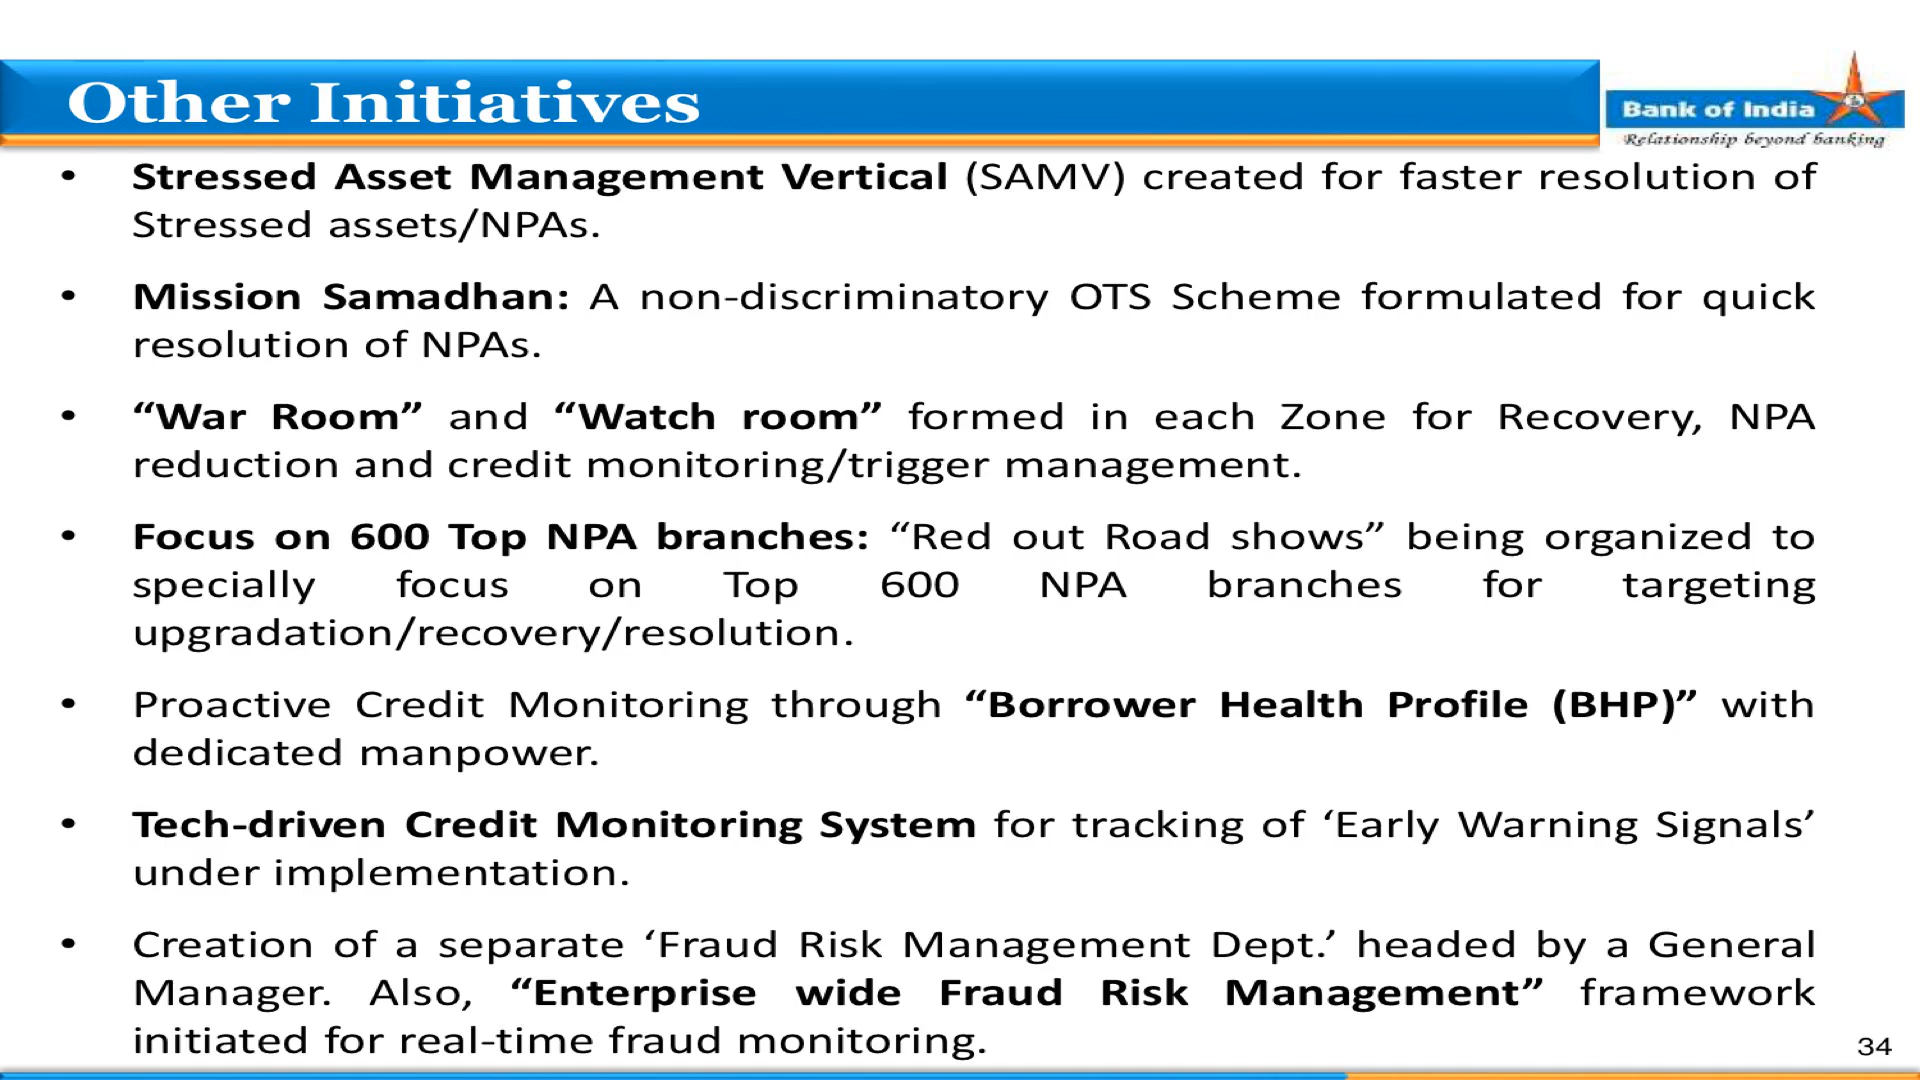 Other Initiatives
Bank of India
Relationship beyond banking
• Stressed Asset Management Vertical (SAMV) created for faster resolution of
Stressed assets/NPAs.
• Mission Samadhan: A non-discriminatory OTS Scheme formulated for quick
resolution of NPAs.
• “War Room” and “Watch room” formed in each Zone for Recovery, NPA
reduction and credit monitoring/trigger management.
• Focus on 600 Top NPA branches: “Red out Road shows” being organized to
specially focus on Top 600 NPA branches for targeting
upgradation/recovery/resolution.
• Proactive Credit Monitoring through “Borrower Health Profile (BHP)” with
dedicated manpower.
• Tech-driven Credit Monitoring System for tracking of ‘Early Warning Signals’
under implementation.
• Creation of a separate ‘Fraud Risk Management Dept.’ headed by a General
Manager. Also, “Enterprise wide Fraud Risk Management” framework
initiated for real-time fraud monitoring.
34